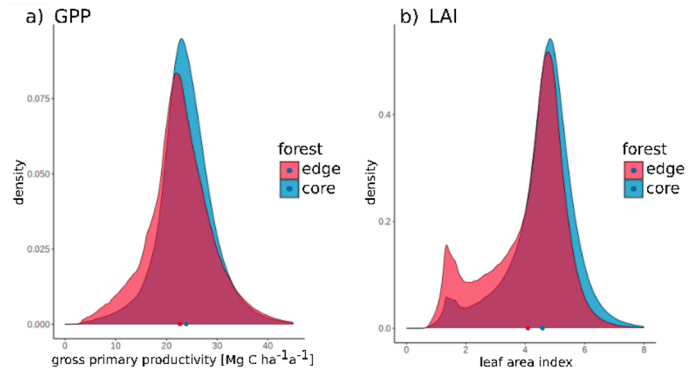 a) GPP
density
0.075
0.050
0.025
0.000
0 10 20 30 40
gross primary productivity [Mg C ha⁻¹a⁻¹]
forest
edge
core
b) LAI
density
0.4
0.2
0.0
0 2 4 6 8
leaf area index
forest
edge
core